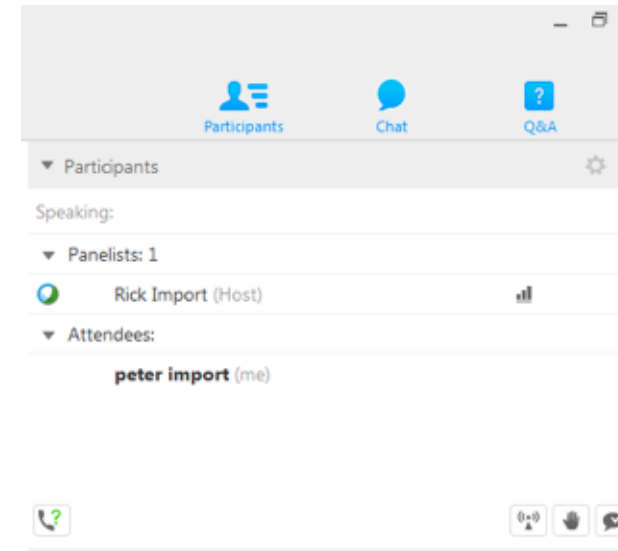 Participants Chat Q&A
Participants
Speaking:
Panelists: 1
Rick Import (Host)
Attendees:
peter import (me)